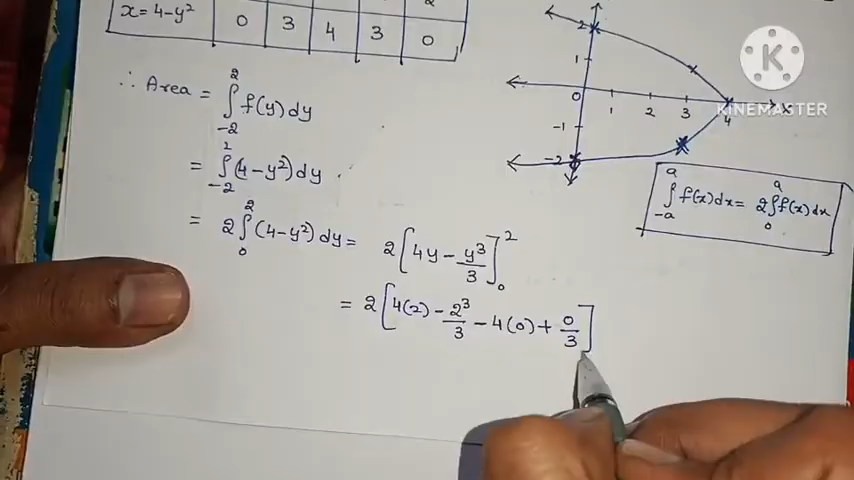 2
x=4-y² 0 3 4 3 0
∴ Area = ∫₋₂² f(y)dy
= ∫₋₂² (4-y²)dy
= 2∫₀² (4-y²)dy = 2[4y - y³/3]₀²
= 2[4(2) - 2³/3 - 4(0) + 0/3]
2
1
0 1 2 3 4 X
-1
-2
∫₋ₐᵃ f(x)dx = 2∫₀ᵃ f(x)dx
K
KINEMASTER